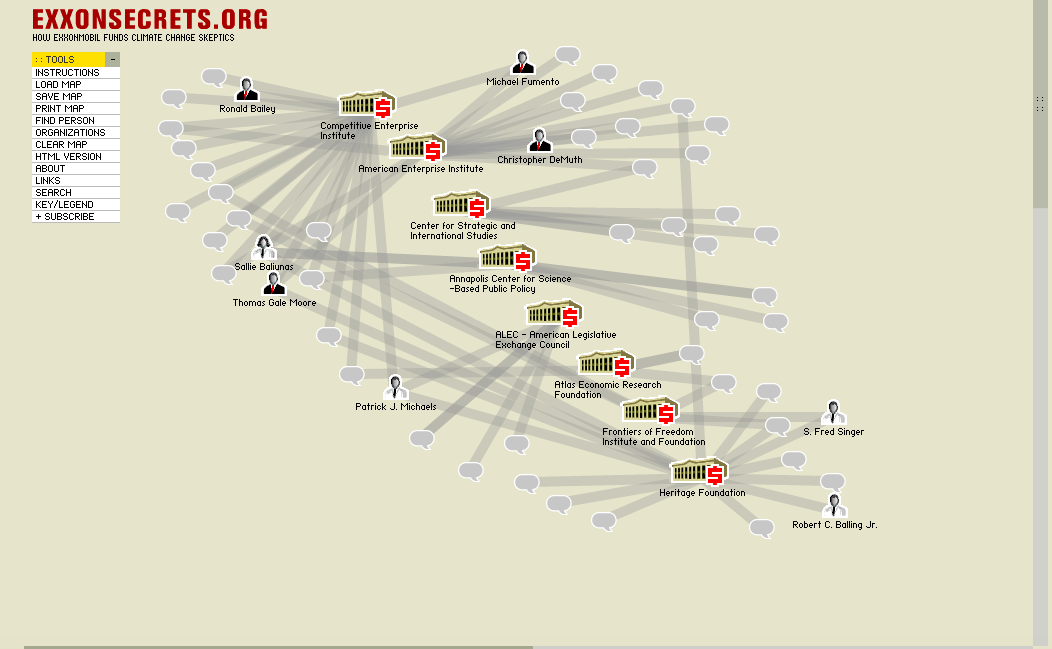 EXXONSECRETS.ORG
HOW EXXONMOBIL FUNDS CLIMATE CHANGE SKEPTICS
:: TOOLS -
INSTRUCTIONS
LOAD MAP
SAVE MAP
PRINT MAP
FIND PERSON
ORGANIZATIONS
CLEAR MAP
HTML VERSION
ABOUT
LINKS
SEARCH
KEY/LEGEND
+ SUBSCRIBE
Michael Fumento
Ronald Bailey
$
Competitive Enterprise
Institute
$
American Enterprise Institute
Christopher DeMuth
$
Center for Strategic and
International Studies
Sallie Baliunas
$
Annapolis Center for Science
-Based Public Policy
Thomas Gale Moore
$
ALEC - American Legislative
Exchange Council
$
Atlas Economic Research
Foundation
Patrick J. Michaels
$
Frontiers of Freedom
Institute and Foundation
S. Fred Singer
$
Heritage Foundation
Robert C. Balling Jr.